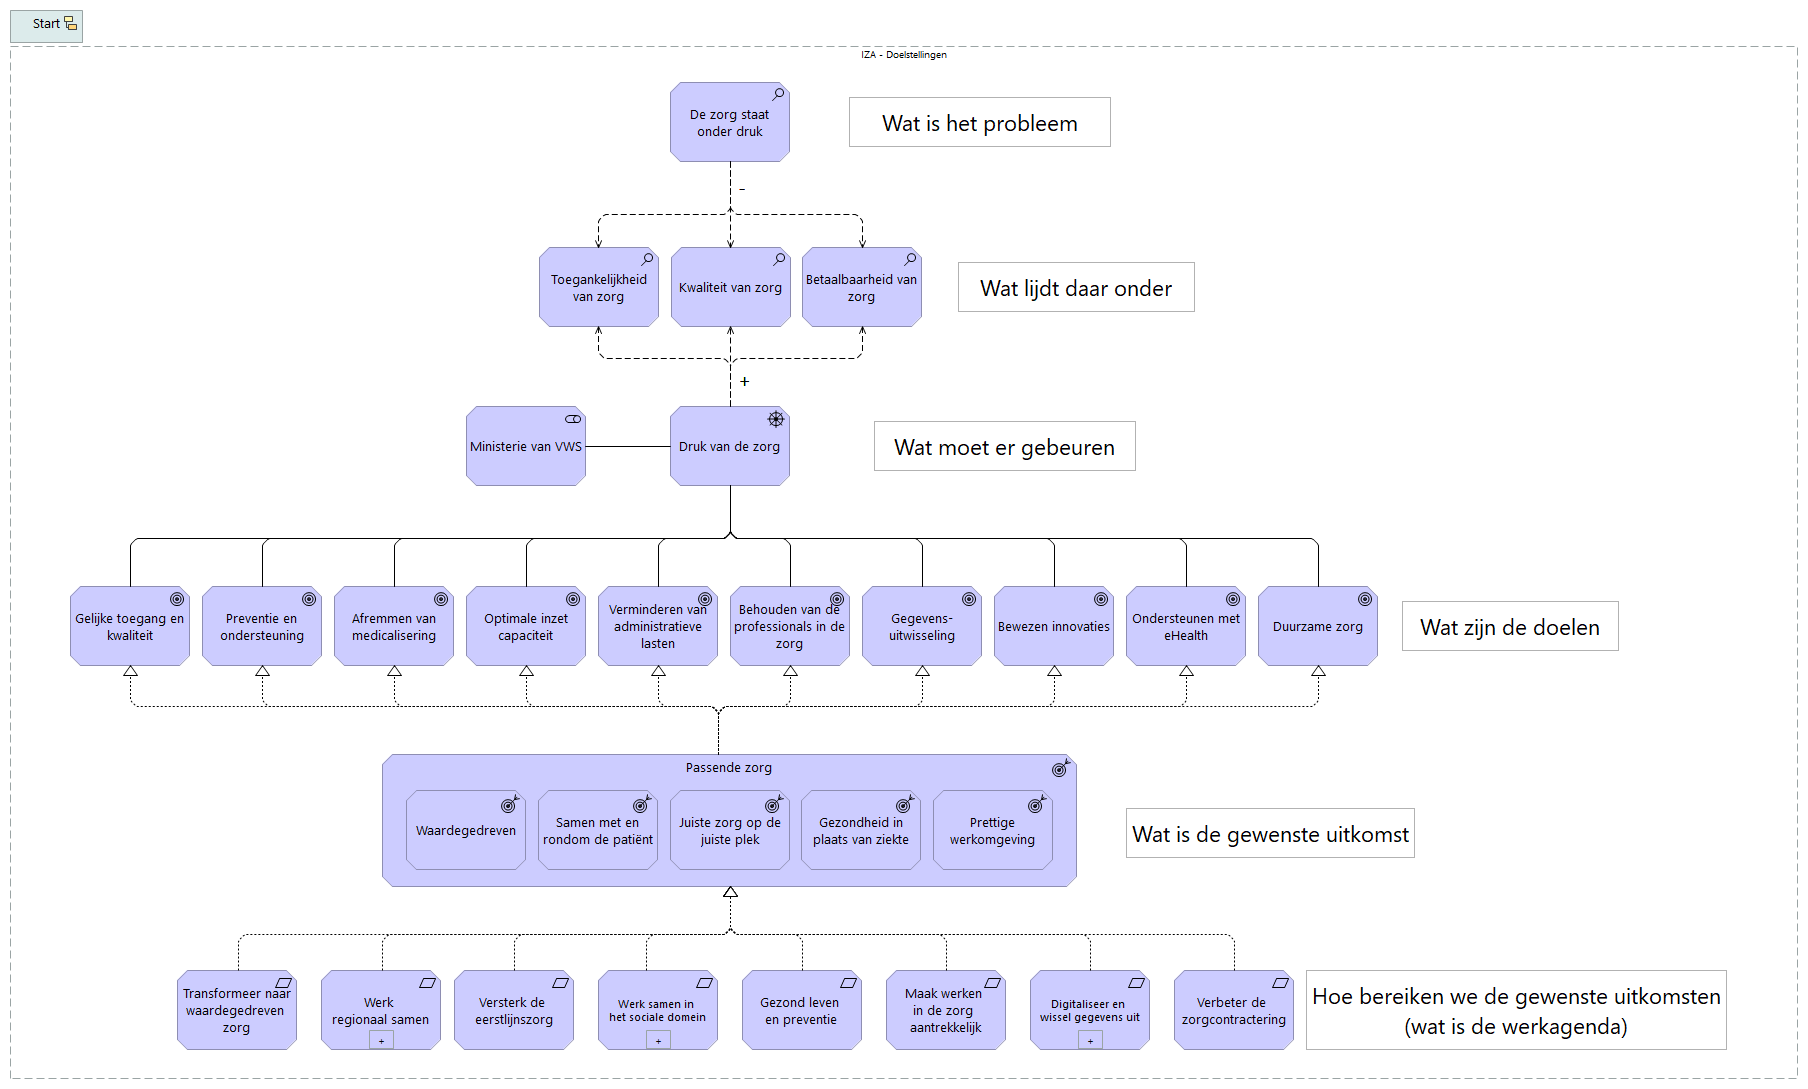 Start
IZA - Doelstellingen
De zorg staat
onder druk
Wat is het probleem
-
Toegankelijkheid
van zorg
Kwaliteit van zorg
Betaalbaarheid van
zorg
Wat lijdt daar onder
+
Ministerie van VWS
Druk van de zorg
Wat moet er gebeuren
Gelijke toegang en
kwaliteit
Preventie en
ondersteuning
Afremmen van
medicalisering
Optimale inzet
capaciteit
Verminderen van
administratieve
lasten
Behouden van de
professionals in de
zorg
Gegevens-
uitwisseling
Bewezen innovaties
Ondersteunen met
eHealth
Duurzame zorg
Wat zijn de doelen
Passende zorg
Waardegedreven
Samen met en
rondom de patiënt
Juiste zorg op de
juiste plek
Gezondheid in
plaats van ziekte
Prettige
werkomgeving
Wat is de gewenste uitkomst
Transformeer naar
waardegedreven
zorg
Werk
regionaal samen
+
Versterk de
eerstlijnszorg
Werk samen in
het sociale domein
+
Gezond leven
en preventie
Maak werken
in de zorg
aantrekkelijk
Digitaliseer en
wissel gegevens uit
+
Verbeter de
zorgcontractering
Hoe bereiken we de gewenste uitkomsten
(wat is de werkagenda)